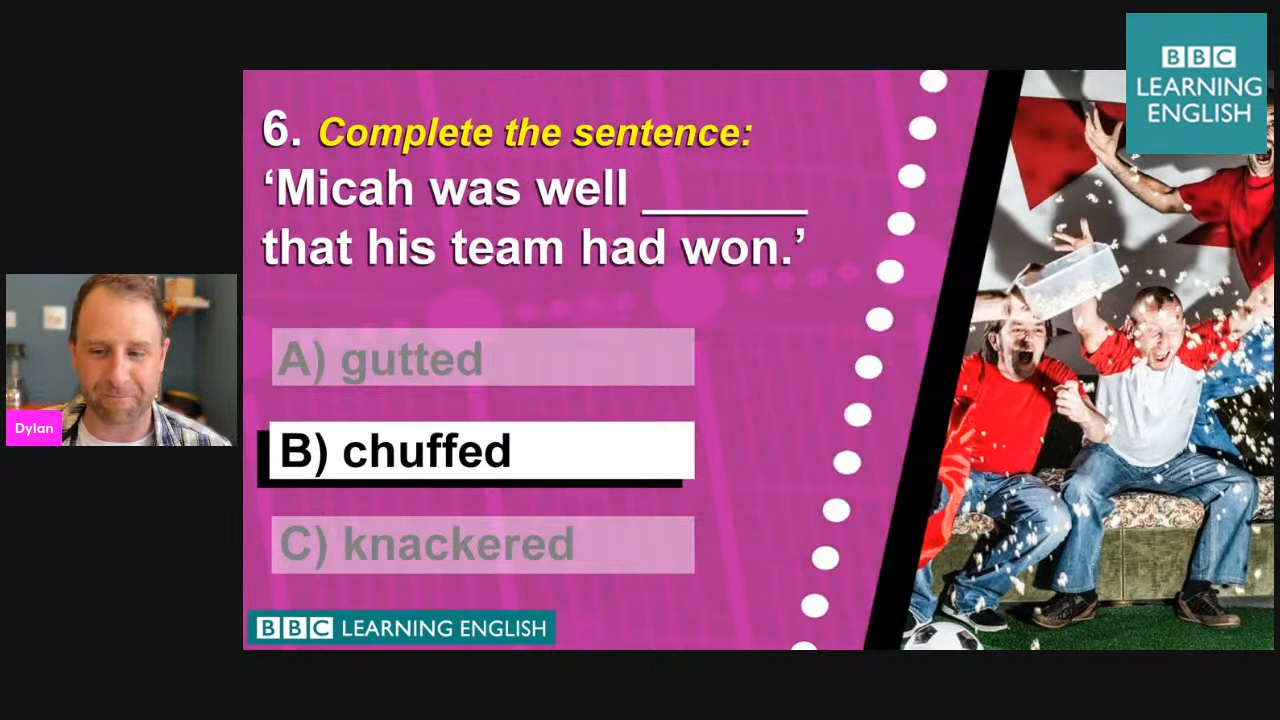 BBC
LEARNING
ENGLISH
6. Complete the sentence:
‘Micah was well ______
that his team had won.’
A) gutted
B) chuffed
C) knackered
Dylan
BBC LEARNING ENGLISH